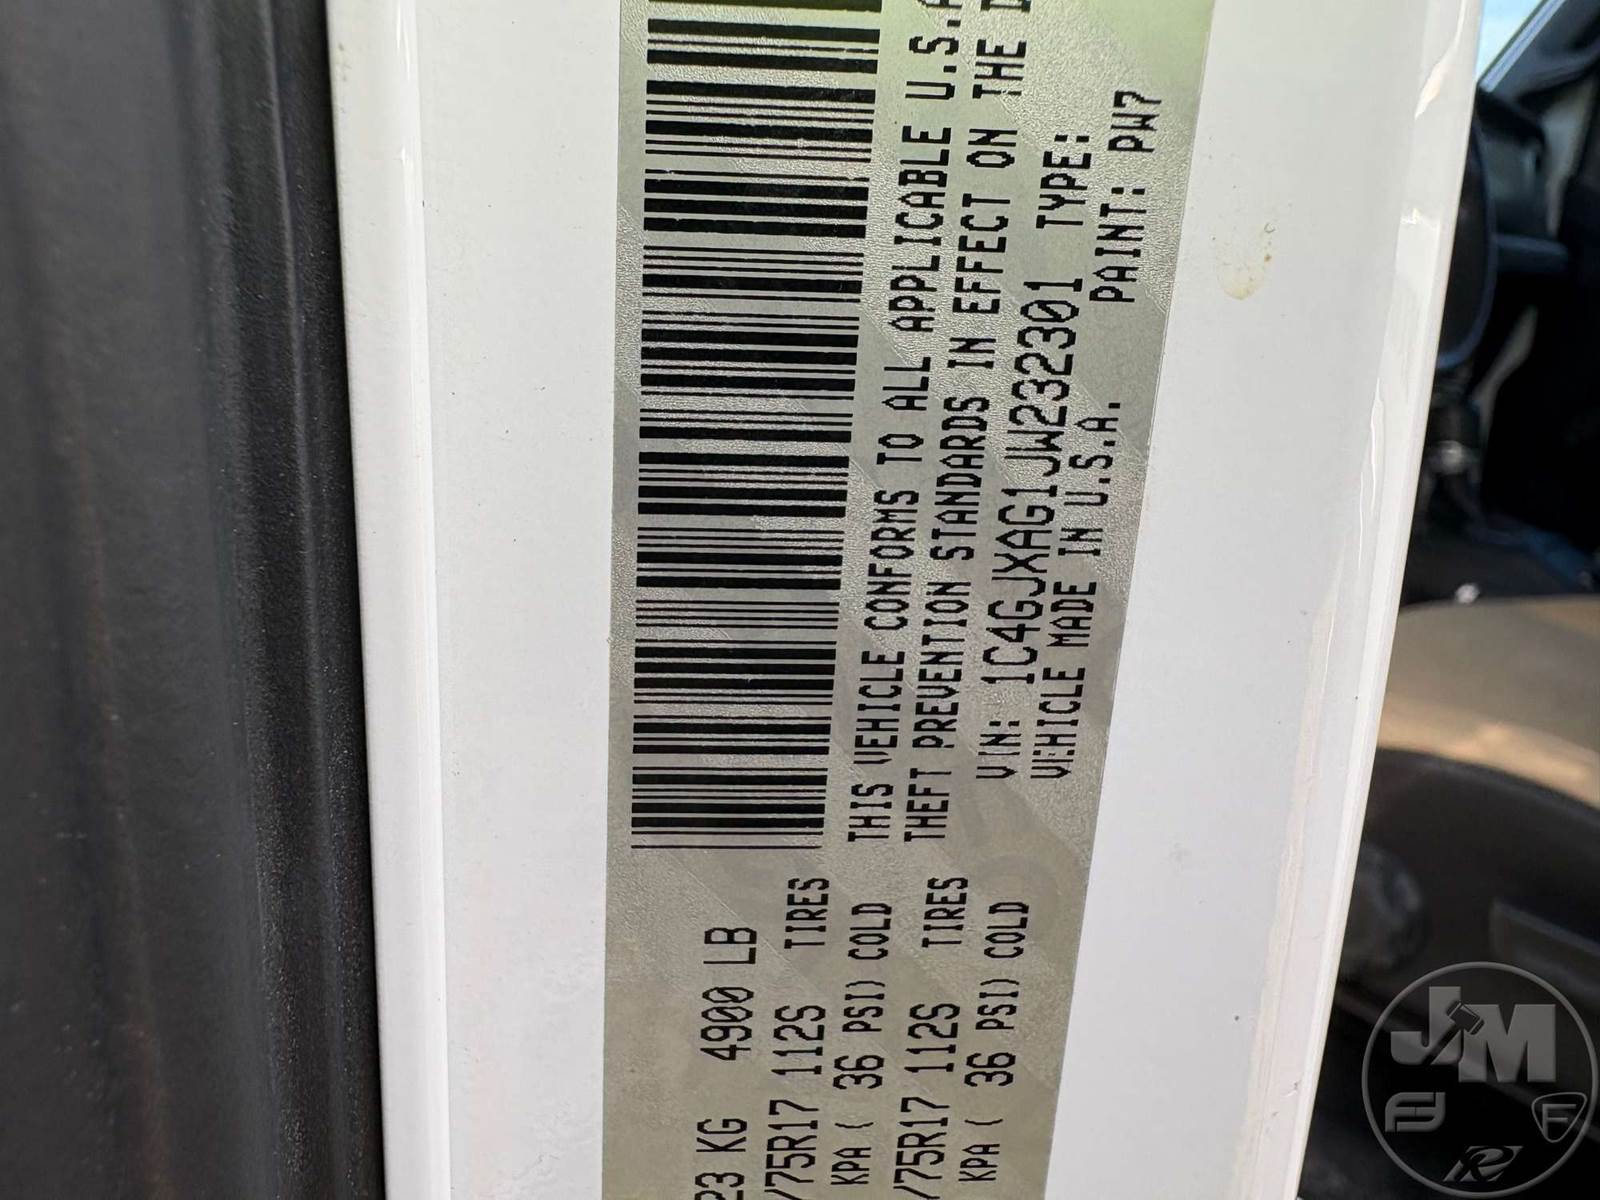 23 KG 4900 LB
/75R17 112S TIRES
KPA ( 36 PSI) COLD
/75R17 112S TIRES
KPA ( 36 PSI) COLD
THIS VEHICLE CONFORMS TO ALL APPLICABLE U.S.A
THEFT PREVENTION STANDARDS IN EFFECT ON THE D
VIN: 1C4GJXAG1JW232301 TYPE:
VEHICLE MADE IN U.S.A. PAINT: PW7
JM
F
R